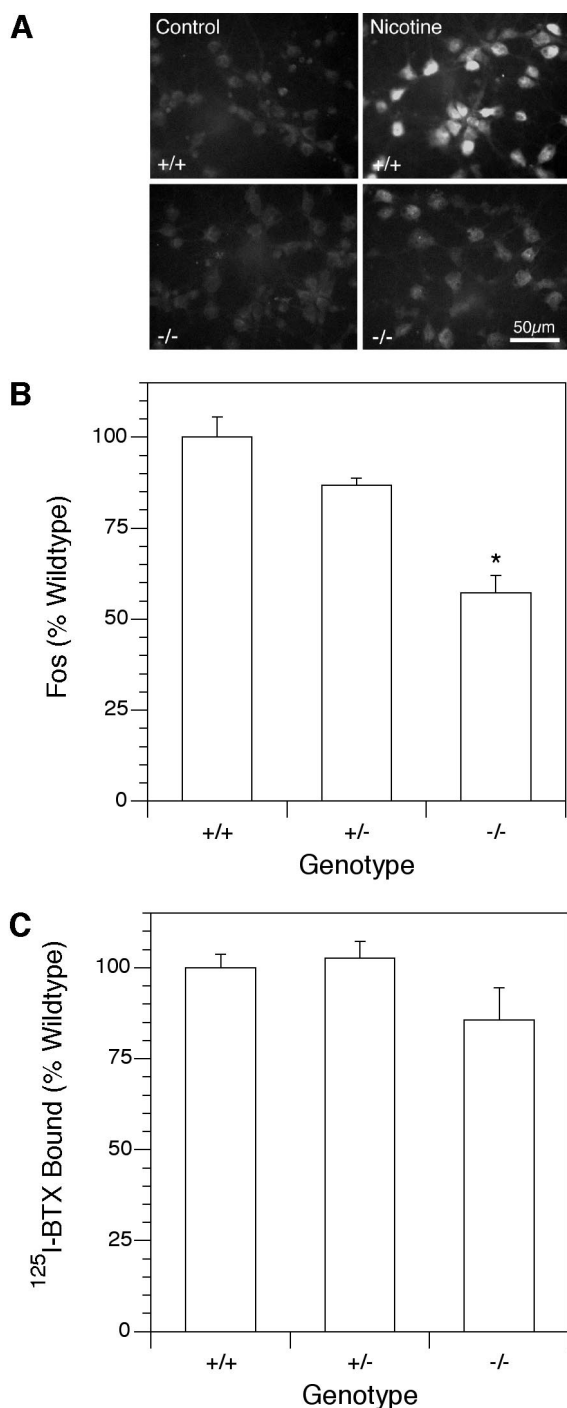 A
Control
Nicotine
+/+
+/+
-/-
-/-
50µm
B
Fos (% Wildtype)
100
75
50
25
0
*
+/+
+/-
-/-
Genotype
C
125I-BTX Bound (% Wildtype)
100
75
50
25
0
+/+
+/-
-/-
Genotype